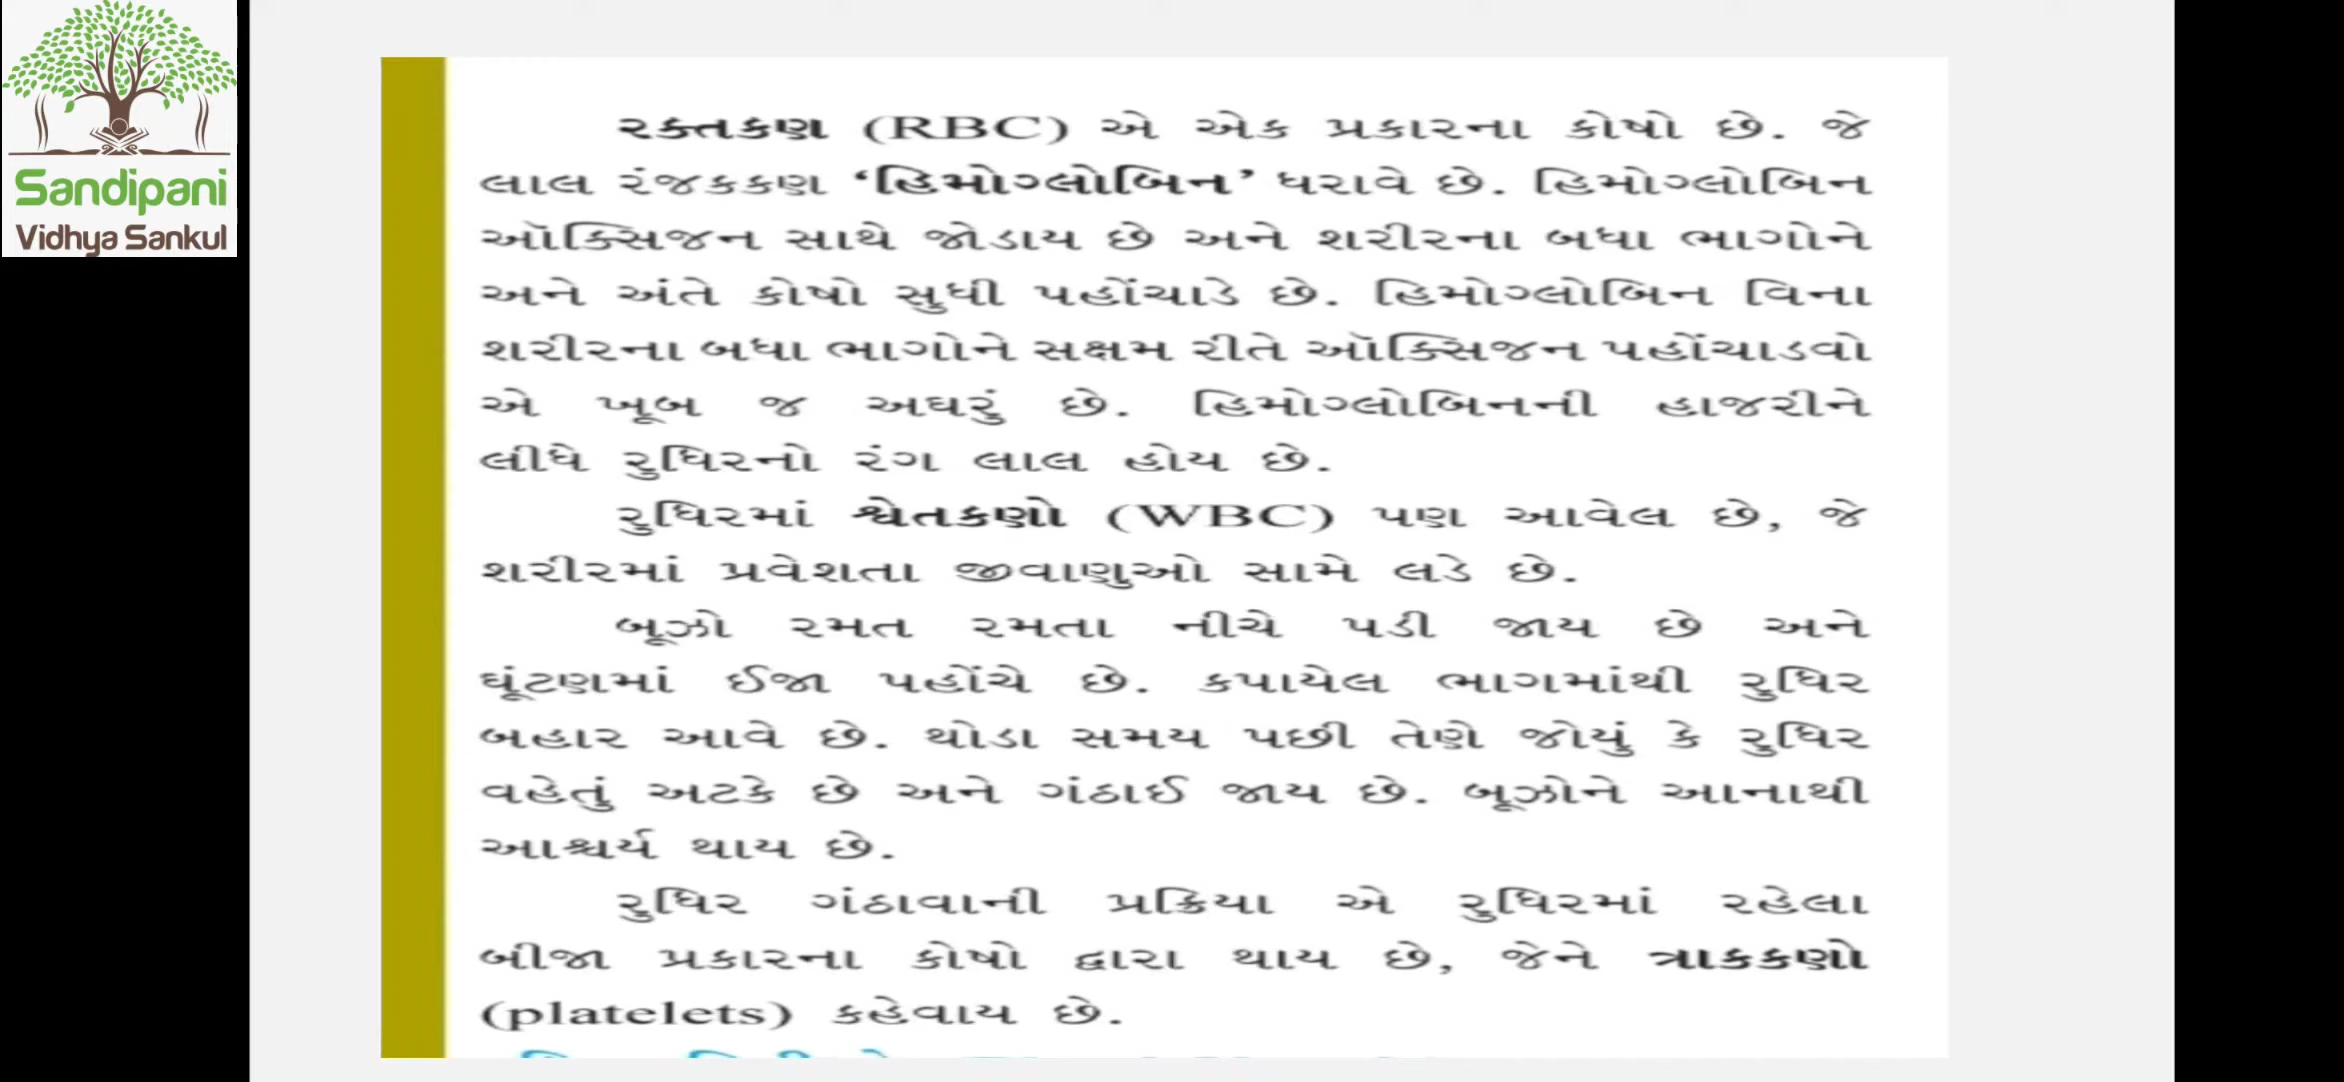 Sandipani
Vidhya Sankul
રક્તકણ (RBC) એ એક પ્રકારના કોષો છે. જે
લાલ રંજકકણ ‘હિમોગ્લોબિન’ ધરાવે છે. હિમોગ્લોબિન
ઑક્સિજન સાથે જોડાય છે અને શરીરના બધા ભાગોને
અને અંતે કોષો સુધી પહોંચાડે છે. હિમોગ્લોબિન વિના
શરીરના બધા ભાગોને સક્ષમ રીતે ઑક્સિજન પહોંચાડવો
એ ખૂબ જ અઘરું છે. હિમોગ્લોબિનની હાજરીને
લીધે રુધિરનો રંગ લાલ હોય છે.
રુધિરમાં શ્વેતકણો (WBC) પણ આવેલ છે, જે
શરીરમાં પ્રવેશતા જીવાણુઓ સામે લડે છે.
બૂઝો રમત રમતા નીચે પડી જાય છે અને
ઘૂંટણમાં ઈજા પહોંચે છે. કપાયેલ ભાગમાંથી રુધિર
બહાર આવે છે. થોડા સમય પછી તેણે જોયું કે રુધિર
વહેતું અટકે છે અને ગંઠાઈ જાય છે. બૂઝોને આનાથી
આશ્ચર્ય થાય છે.
રુધિર ગંઠાવાની પ્રક્રિયા એ રુધિરમાં રહેલા
બીજા પ્રકારના કોષો દ્વારા થાય છે, જેને ત્રાકકણો
(platelets) કહેવાય છે.